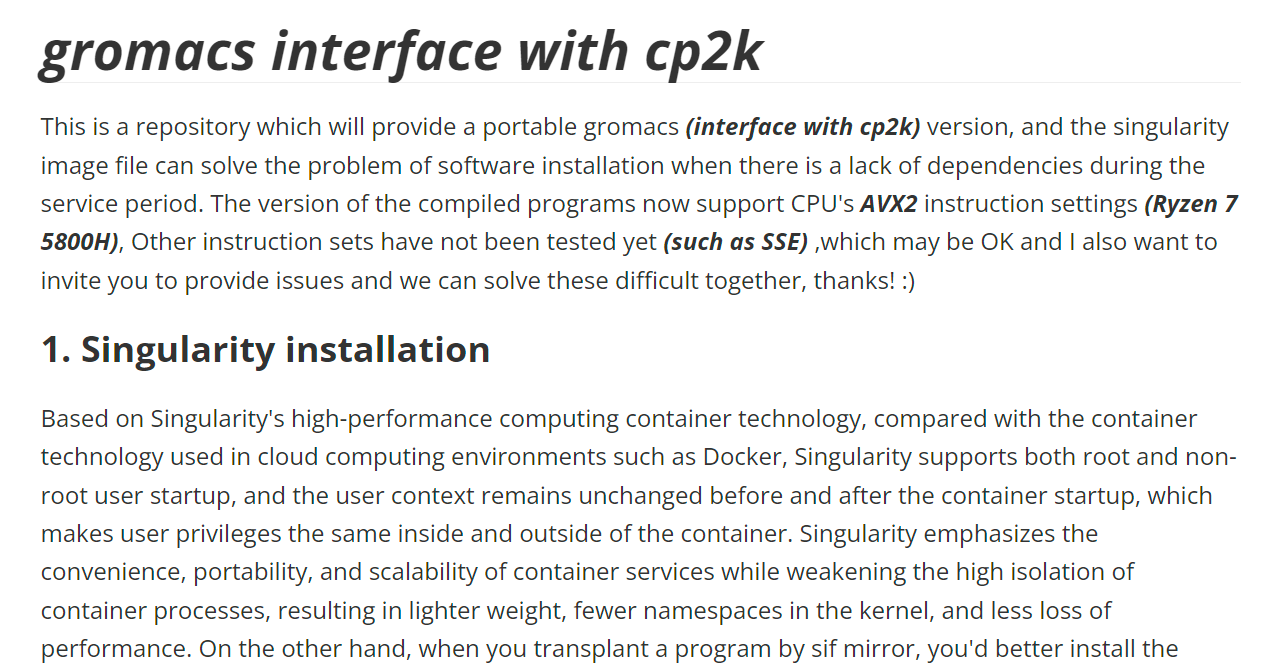 gromacs interface with cp2k
This is a repository which will provide a portable gromacs (interface with cp2k) version, and the singularity
image file can solve the problem of software installation when there is a lack of dependencies during the
service period. The version of the compiled programs now support CPU's AVX2 instruction settings (Ryzen 7
5800H), Other instruction sets have not been tested yet (such as SSE) ,which may be OK and I also want to
invite you to provide issues and we can solve these difficult together, thanks! :)
1. Singularity installation
Based on Singularity's high-performance computing container technology, compared with the container
technology used in cloud computing environments such as Docker, Singularity supports both root and non-
root user startup, and the user context remains unchanged before and after the container startup, which
makes user privileges the same inside and outside of the container. Singularity emphasizes the
convenience, portability, and scalability of container services while weakening the high isolation of
container processes, resulting in lighter weight, fewer namespaces in the kernel, and less loss of
performance. On the other hand, when you transplant a program by sif mirror, you'd better install the